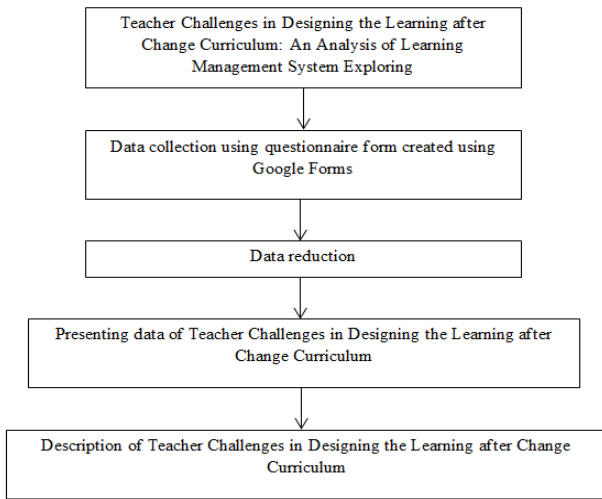 Teacher Challenges in Designing the Learning after
Change Curriculum: An Analysis of Learning
Management System Exploring
Data collection using questionnaire form created using
Google Forms
Data reduction
Presenting data of Teacher Challenges in Designing the Learning after
Change Curriculum
Description of Teacher Challenges in Designing the Learning after Change
Curriculum